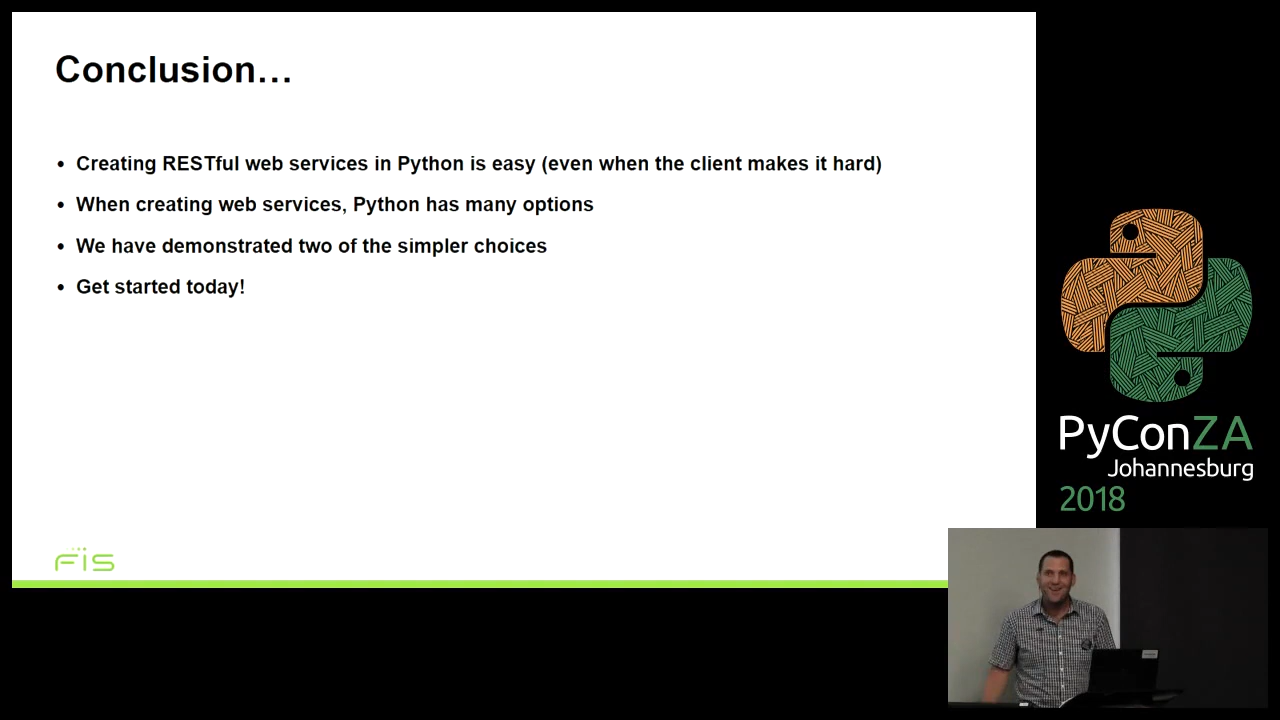 Conclusion…
• Creating RESTful web services in Python is easy (even when the client makes it hard)
• When creating web services, Python has many options
• We have demonstrated two of the simpler choices
• Get started today!
FIS
PyConZA
Johannesburg
2018